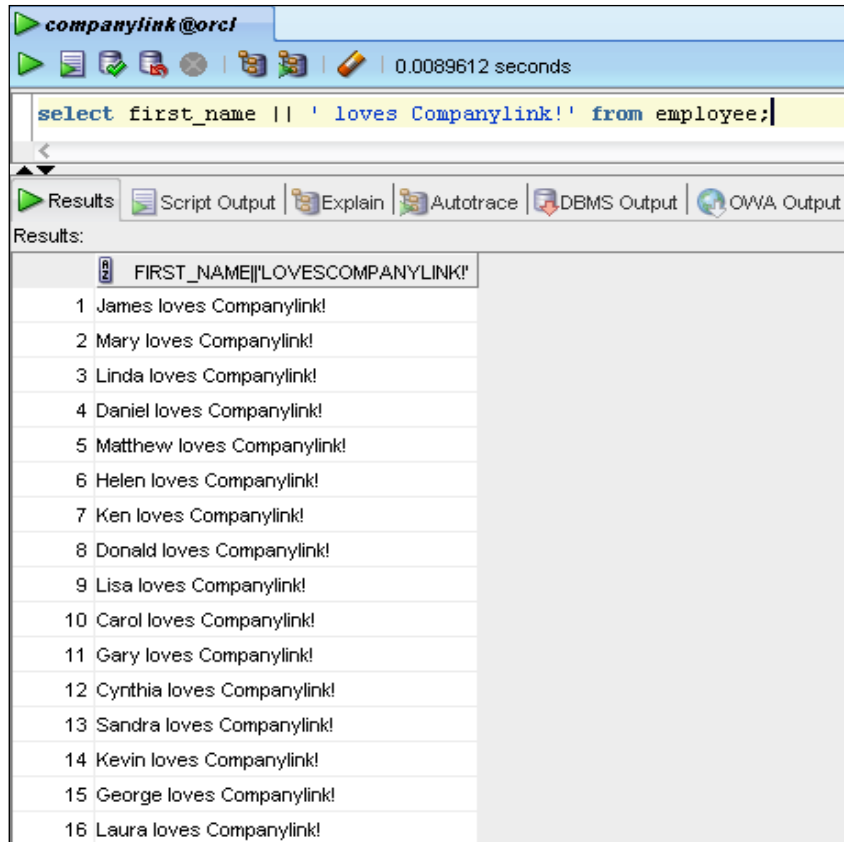 companylink@orcl
0.0089612 seconds
select first_name || ' loves Companylink!' from employee;
Results Script Output Explain Autotrace DBMS Output OWA Output
Results:
FIRST_NAME||'LOVESCOMPANYLINK!'
1 James loves Companylink!
2 Mary loves Companylink!
3 Linda loves Companylink!
4 Daniel loves Companylink!
5 Matthew loves Companylink!
6 Helen loves Companylink!
7 Ken loves Companylink!
8 Donald loves Companylink!
9 Lisa loves Companylink!
10 Carol loves Companylink!
11 Gary loves Companylink!
12 Cynthia loves Companylink!
13 Sandra loves Companylink!
14 Kevin loves Companylink!
15 George loves Companylink!
16 Laura loves Companylink!